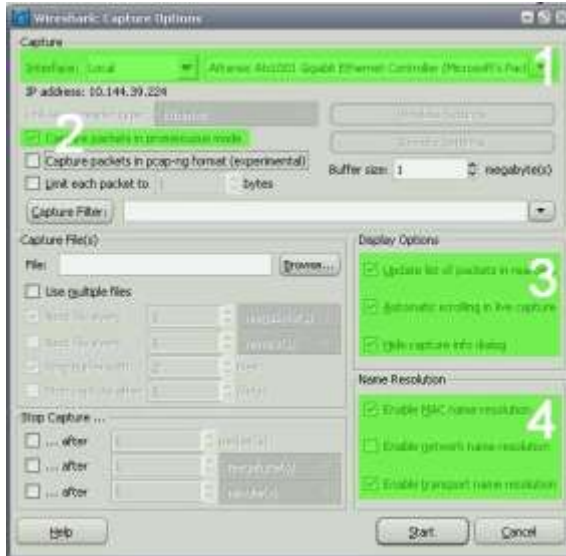 Wireshark: Capture Options
Capture
Interface: Local Atheros AR81001 Gigabit Ethernet Controller (Microsoft's Pack 1
IP address: 10.144.39.224
2
Capture packets in promiscuous mode
Capture packets in pcap-ng format (experimental)
Buffer size: 1 megabyte(s)
Limit each packet to 1 bytes
Capture Filter:
Capture File(s)
Display Options
File: Browse...
Update list of packets in real
3
Use multiple files
Automatic scrolling in live capture
Hide capture info dialog
Name Resolution
4
Enable MAC name resolution
Stop Capture ...
... after
Enable network name resolution
... after
... after
Enable transport name resolution
Help
Start
Cancel